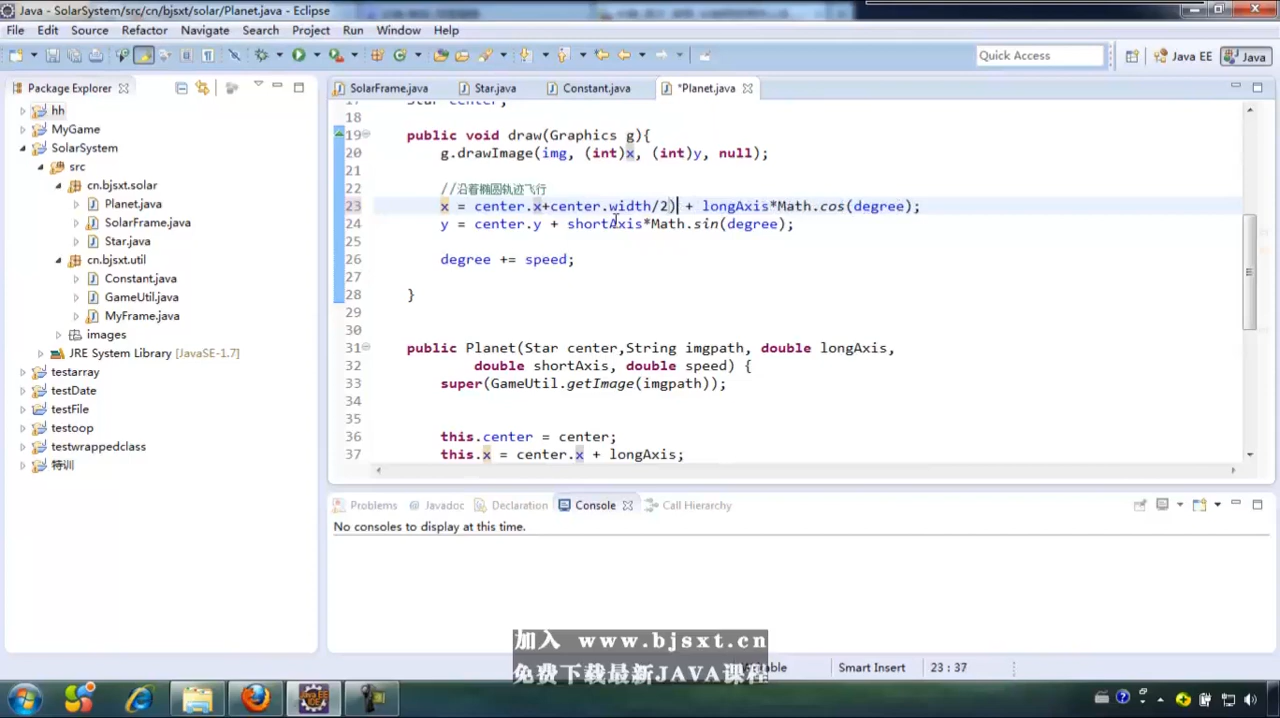 Java - SolarSystem/src/cn/bjsxt/solar/Planet.java - Eclipse
File Edit Source Refactor Navigate Search Project Run Window Help
Quick Access Java EE Java
Package Explorer
SolarFrame.java Star.java Constant.java *Planet.java
hh
MyGame
SolarSystem
src
cn.bjsxt.solar
Planet.java
SolarFrame.java
Star.java
cn.bjsxt.util
Constant.java
GameUtil.java
MyFrame.java
images
JRE System Library [JavaSE-1.7]
testarray
testDate
testFile
testoop
testwrappedclass
特训
17 Star center;
18
19 public void draw(Graphics g){
20 g.drawImage(img, (int)x, (int)y, null);
21
22 //沿着椭圆轨迹飞行
23 x = center.x+center.width/2) + longAxis*Math.cos(degree);
24 y = center.y + shortAxis*Math.sin(degree);
25
26 degree += speed;
27
28 }
29
30
31 public Planet(Star center,String imgpath, double longAxis,
32 double shortAxis, double speed) {
33 super(GameUtil.getImage(imgpath));
34
35
36 this.center = center;
37 this.x = center.x + longAxis;
Problems Javadoc Declaration Console Call Hierarchy
No consoles to display at this time.
加入 www.bjsxt.cn
免费下载最新JAVA课程
Smart Insert 23 : 37